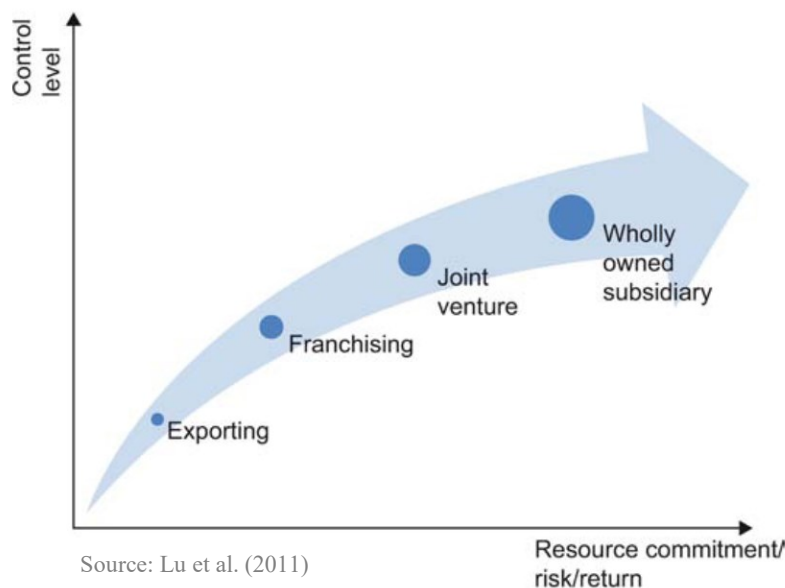 Control
level
Wholly
owned
subsidiary
Joint
venture
Franchising
Exporting
Source: Lu et al. (2011)
Resource commitment/
risk/return